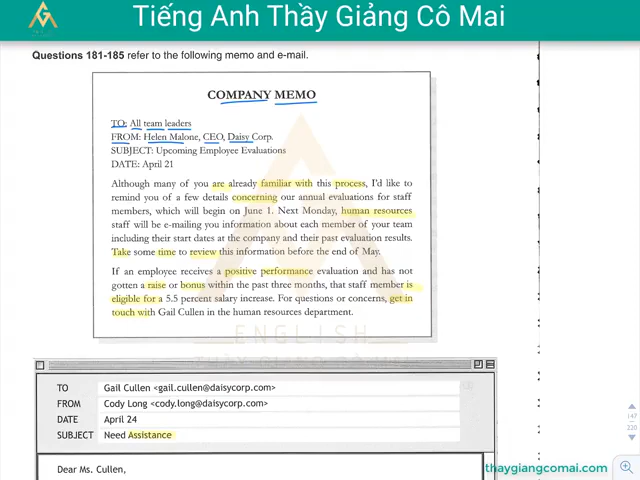 Tiếng Anh Thầy Giảng Cô Mai
Questions 181-185 refer to the following memo and e-mail.
COMPANY MEMO
TO: All team leaders
FROM: Helen Malone, CEO, Daisy Corp.
SUBJECT: Upcoming Employee Evaluations
DATE: April 21
Although many of you are already familiar with this process, I'd like to
remind you of a few details concerning our annual evaluations for staff
members, which will begin on June 1. Next Monday, human resources
staff will be e-mailing you information about each member of your team
including their start dates at the company and their past evaluation results.
Take some time to review this information before the end of May.
If an employee receives a positive performance evaluation and has not
gotten a raise or bonus within the past three months, that staff member is
eligible for a 5.5 percent salary increase. For questions or concerns, get in
touch with Gail Cullen in the human resources department.
ENGLISH
THẦY GIẢNG CÔ MAI
TO Gail Cullen <gail.cullen@daisycorp.com>
FROM Cody Long <cody.long@daisycorp.com>
DATE April 24
SUBJECT Need Assistance
Dear Ms. Cullen,
147
220
thaygiangcomai.com